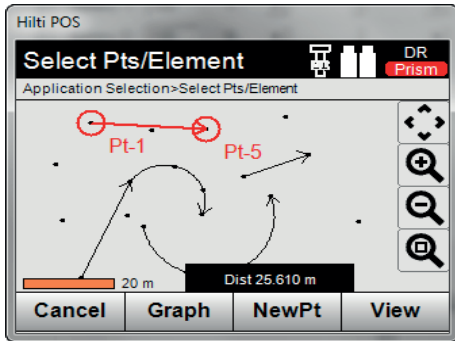 Hilti POS
Select Pts/Element
DR
Prism
Application Selection>Select Pts/Element
Pt-1
Pt-5
20 m
Dist 25.610 m
Cancel
Graph
NewPt
View